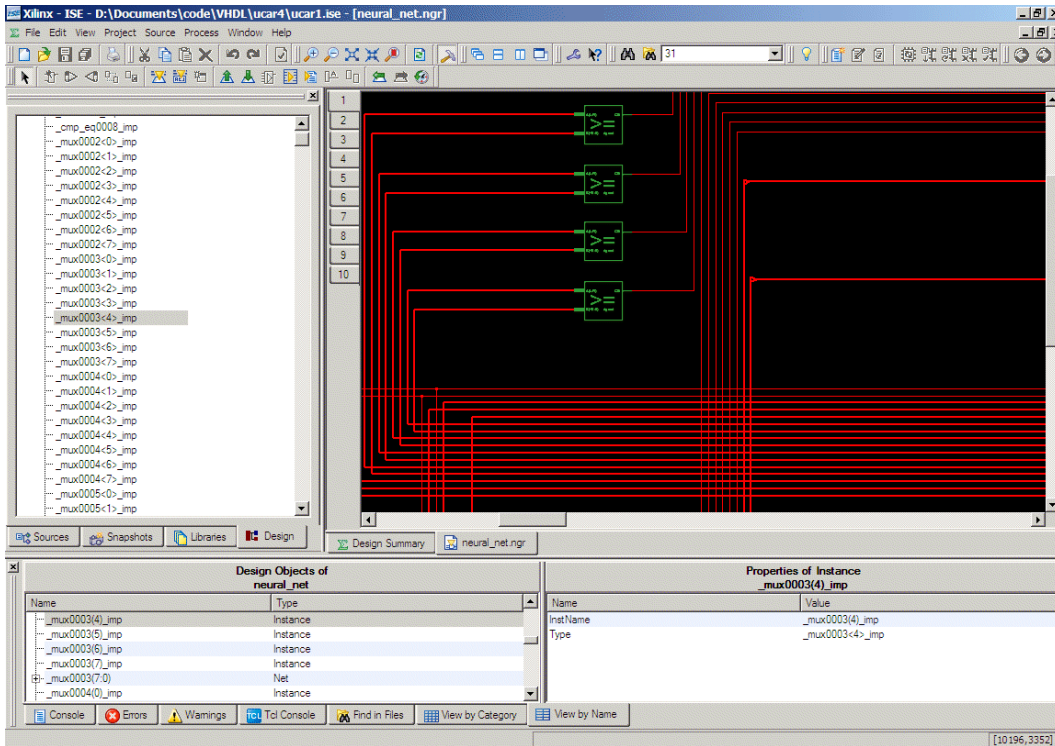 Xilinx - ISE - D:\Documents\code\VHDL\ucar4\ucar1.ise - [neural_net.ngr]
File Edit View Project Source Process Window Help
31
_cmp_eq0008_imp
_mux0002<0>_imp
_mux0002<1>_imp
_mux0002<2>_imp
_mux0002<3>_imp
_mux0002<4>_imp
_mux0002<5>_imp
_mux0002<6>_imp
_mux0002<7>_imp
_mux0003<0>_imp
_mux0003<1>_imp
_mux0003<2>_imp
_mux0003<3>_imp
_mux0003<4>_imp
_mux0003<5>_imp
_mux0003<6>_imp
_mux0003<7>_imp
_mux0004<0>_imp
_mux0004<1>_imp
_mux0004<2>_imp
_mux0004<3>_imp
_mux0004<4>_imp
_mux0004<5>_imp
_mux0004<6>_imp
_mux0004<7>_imp
_mux0005<0>_imp
_mux0005<1>_imp
Sources Snapshots Libraries Design
1
2
3
4
5
6
7
8
9
10
>=
>=
>=
>=
Design Summary neural_net.ngr
Design Objects of
neural_net
Name Type
_mux0003(4)_imp Instance
_mux0003(5)_imp Instance
_mux0003(6)_imp Instance
_mux0003(7)_imp Instance
_mux0003(7:0) Net
_mux0004(0)_imp Instance
Properties of Instance
_mux0003(4)_imp
Name Value
InstName _mux0003(4)_imp
Type _mux0003<4>_imp
Console Errors Warnings TCL Tcl Console Find in Files View by Category View by Name
[10196,3352]